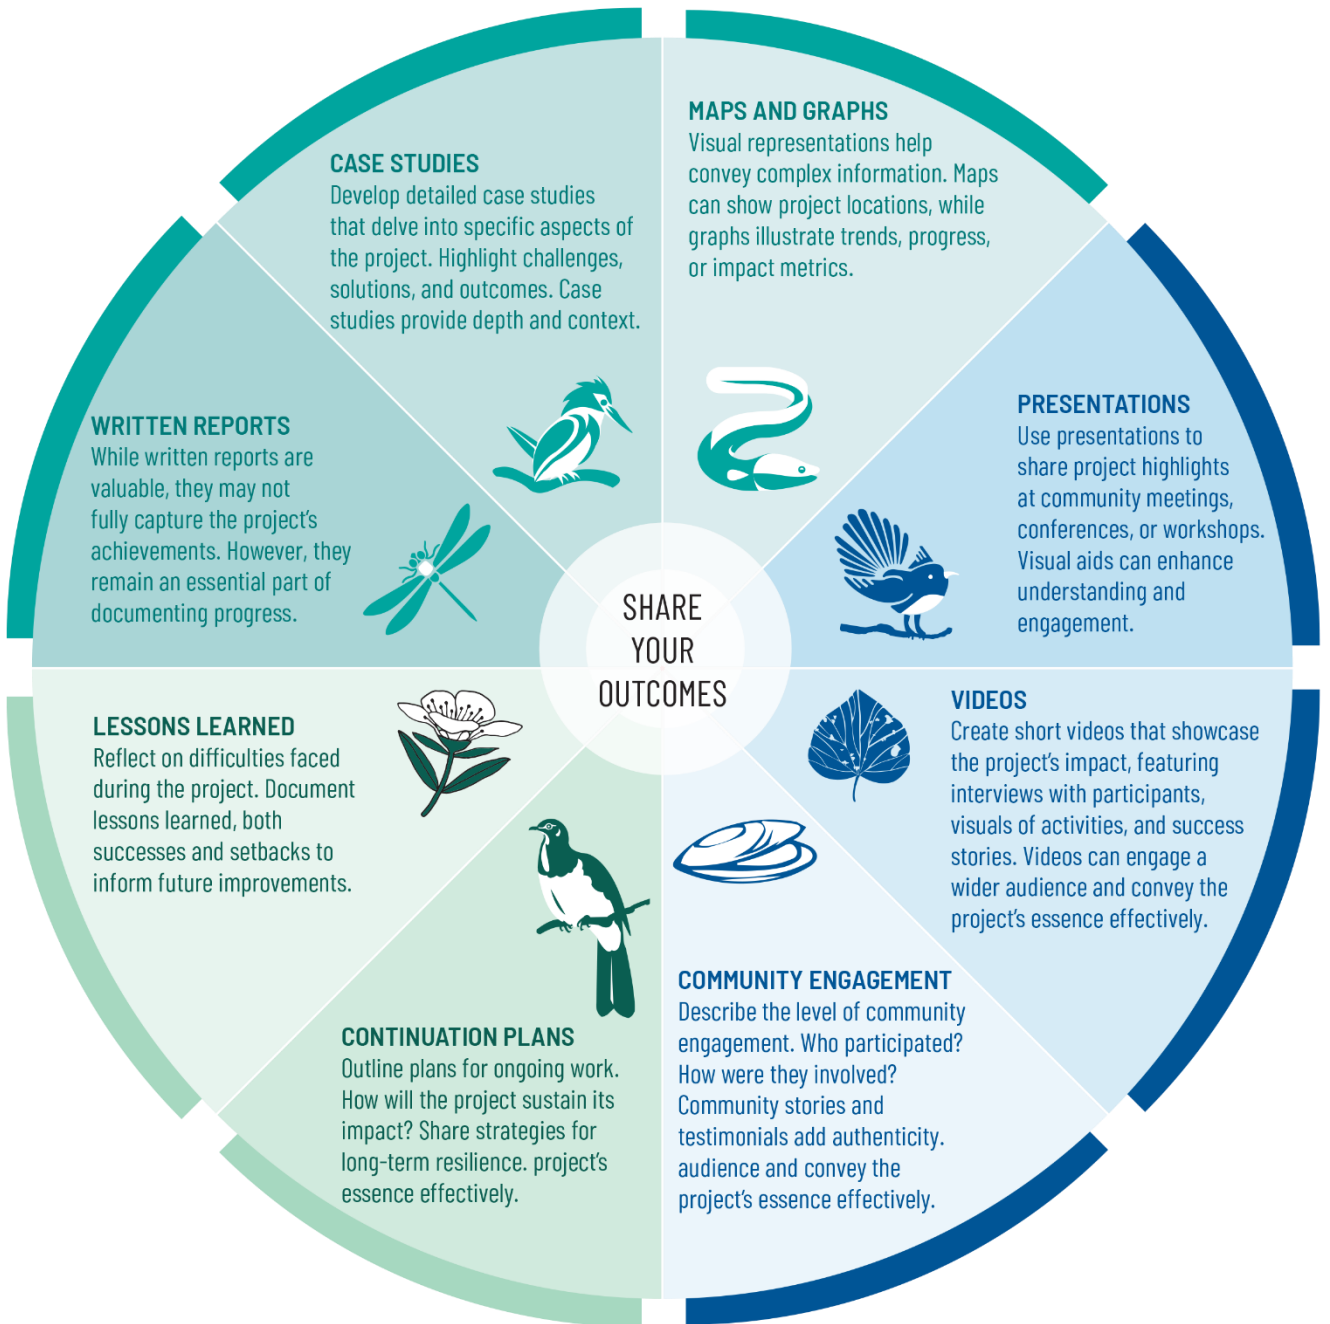 MAPS AND GRAPHS
Visual representations help
convey complex information. Maps
can show project locations, while
graphs illustrate trends, progress,
or impact metrics.
PRESENTATIONS
Use presentations to
share project highlights
at community meetings,
conferences, or workshops.
Visual aids can enhance
understanding and
engagement.
VIDEOS
Create short videos that showcase
the project's impact, featuring
interviews with participants,
visuals of activities, and success
stories. Videos can engage a
wider audience and convey the
project's essence effectively.
COMMUNITY ENGAGEMENT
Describe the level of community
engagement. Who participated?
How were they involved?
Community stories and
testimonials add authenticity.
audience and convey the
project's essence effectively.
CONTINUATION PLANS
Outline plans for ongoing work.
How will the project sustain its
impact? Share strategies for
long-term resilience. project's
essence effectively.
LESSONS LEARNED
Reflect on difficulties faced
during the project. Document
lessons learned, both
successes and setbacks to
inform future improvements.
WRITTEN REPORTS
While written reports are
valuable, they may not
fully capture the project's
achievements. However, they
remain an essential part of
documenting progress.
CASE STUDIES
Develop detailed case studies
that delve into specific aspects of
the project. Highlight challenges,
solutions, and outcomes. Case
studies provide depth and context.
SHARE
YOUR
OUTCOMES